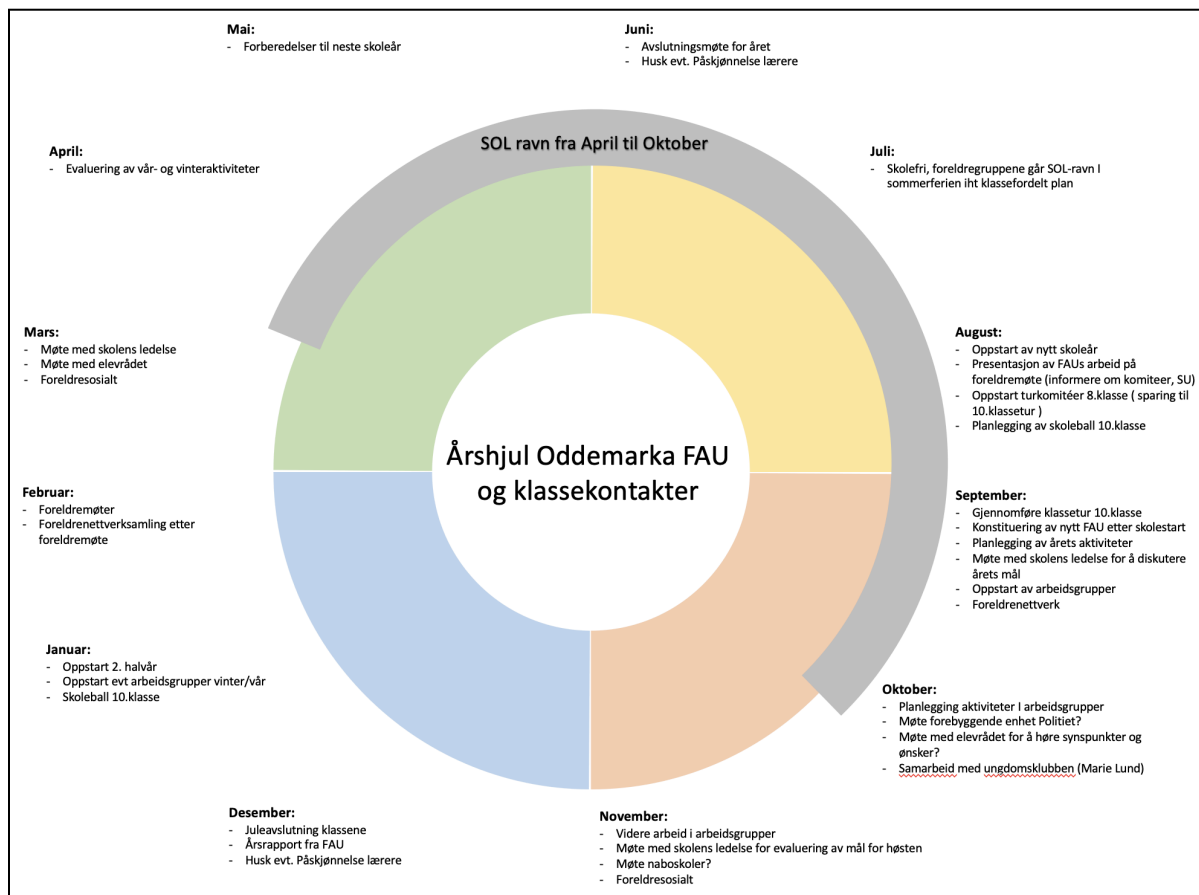 Mai:
- Forberedelser til neste skoleår
Juni:
- Avslutningsmøte for året
- Husk evt. Påskjønnelse lærere
SOL ravn fra April til Oktober
April:
- Evaluering av vår- og vinteraktiviteter
Juli:
- Skolefri, foreldregruppene går SOL-ravn I
sommerferien iht klassefordelt plan
Mars:
- Møte med skolens ledelse
- Møte med elevrådet
- Foreldresosialt
August:
- Oppstart av nytt skoleår
- Presentasjon av FAUs arbeid på
foreldremøte (informere om komiteer, SU)
- Oppstart turkomitéer 8.klasse ( sparing til
10.klassetur )
- Planlegging av skoleball 10.klasse
Årshjul Oddemarka FAU
og klassekontakter
Februar:
- Foreldremøter
- Foreldrenettverksamling etter
foreldremøte
September:
- Gjennomføre klassetur 10.klasse
- Konstituering av nytt FAU etter skolestart
- Planlegging av årets aktiviteter
- Møte med skolens ledelse for å diskutere
årets mål
- Oppstart av arbeidsgrupper
- Foreldrenettverk
Januar:
- Oppstart 2. halvår
- Oppstart evt arbeidsgrupper vinter/vår
- Skoleball 10.klasse
Oktober:
- Planlegging aktiviteter I arbeidsgrupper
- Møte forebyggende enhet Politiet?
- Møte med elevrådet for å høre synspunkter og
ønsker?
- Samarbeid med ungdomsklubben (Marie Lund)
Desember:
- Juleavslutning klassene
- Årsrapport fra FAU
- Husk evt. Påskjønnelse lærere
November:
- Videre arbeid i arbeidsgrupper
- Møte med skolens ledelse for evaluering av mål for høsten
- Møte naboskoler?
- Foreldresosialt